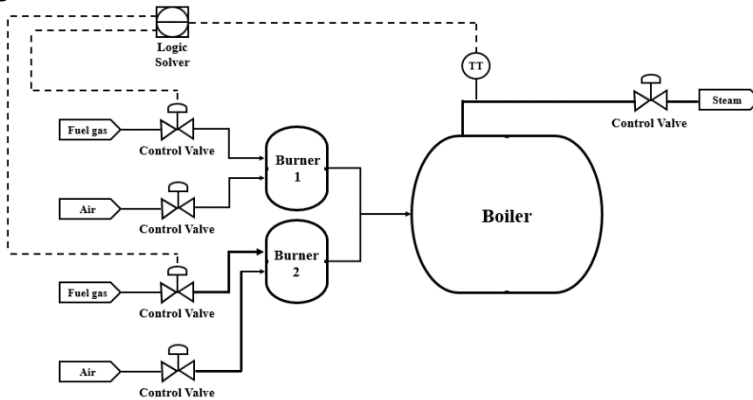 Logic
Solver
TT
Steam
Control Valve
Fuel gas
Control Valve
Burner
1
Air
Control Valve
Boiler
Burner
2
Fuel gas
Control Valve
Air
Control Valve